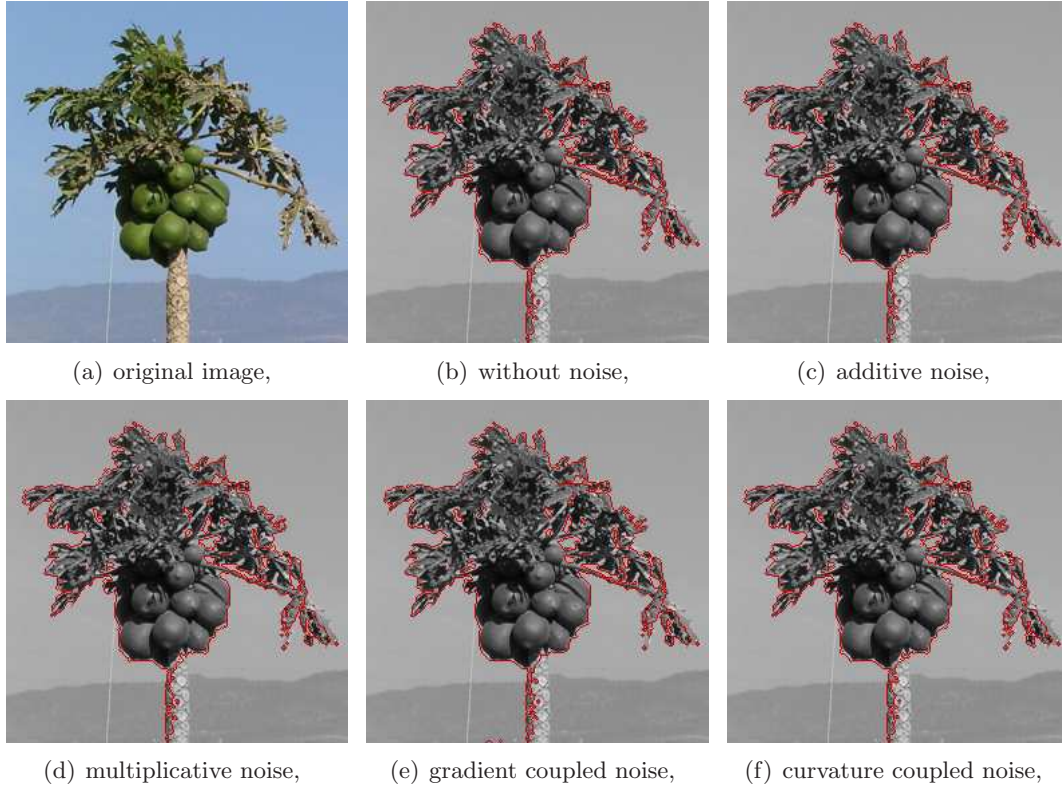 (a) original image,
(b) without noise,
(c) additive noise,
(d) multiplicative noise,
(e) gradient coupled noise,
(f) curvature coupled noise,